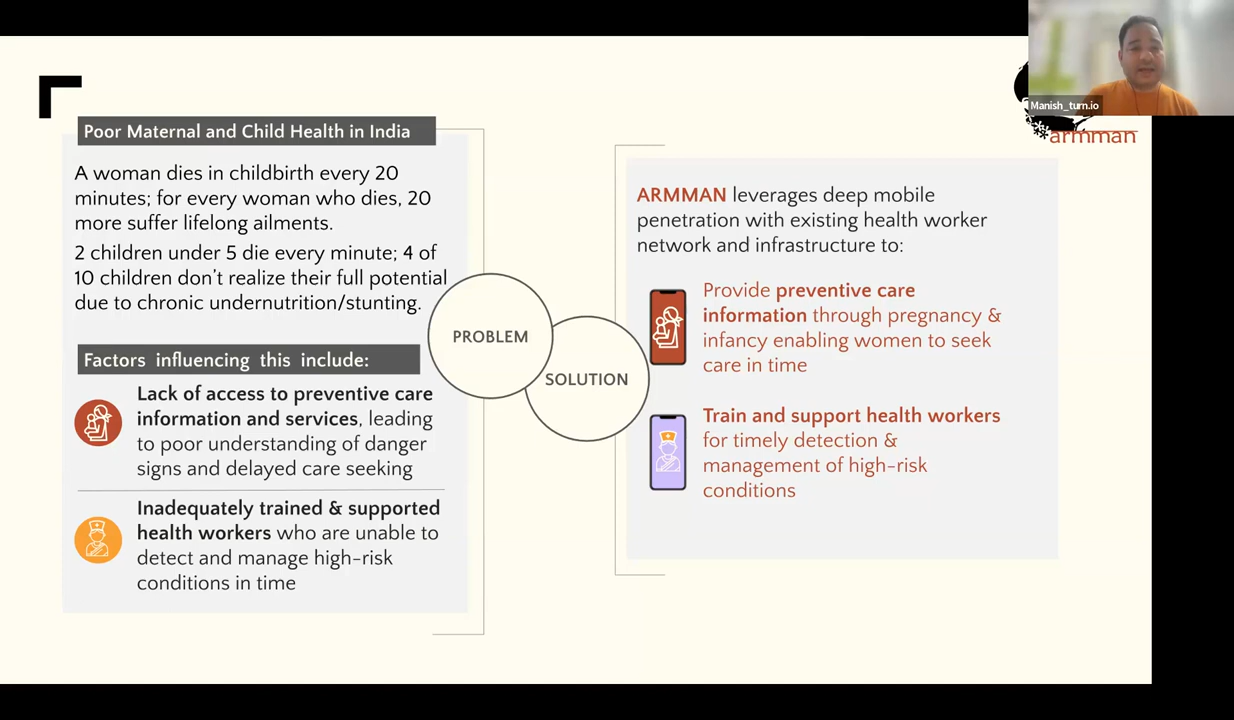 Manish_turn.io
armman
Poor Maternal and Child Health in India
A woman dies in childbirth every 20
minutes; for every woman who dies, 20
more suffer lifelong ailments.
2 children under 5 die every minute; 4 of
10 children don't realize their full potential
due to chronic undernutrition/stunting.
Factors influencing this include:
Lack of access to preventive care
information and services, leading
to poor understanding of danger
signs and delayed care seeking
Inadequately trained & supported
health workers who are unable to
detect and manage high-risk
conditions in time
PROBLEM
SOLUTION
ARMMAN leverages deep mobile
penetration with existing health worker
network and infrastructure to:
Provide preventive care
information through pregnancy &
infancy enabling women to seek
care in time
Train and support health workers
for timely detection &
management of high-risk
conditions